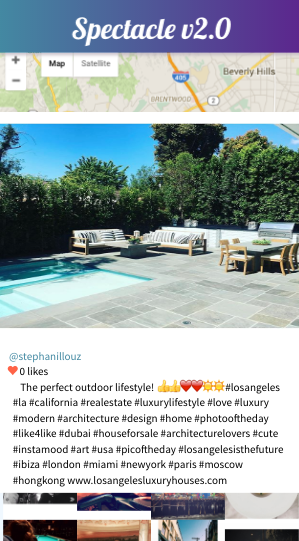 Spectacle v2.0
+
Map Satellite
−
405
Beverly Hills
BRENTWOOD
2
@stephanillouz
❤0 likes
The perfect outdoor lifestyle! 👍👍❤️❤️☀️☀️#losangeles
#la #california #realestate #luxurylifestyle #love #luxury
#modern #architecture #design #home #photooftheday
#like4like #dubai #houseforsale #architecturelovers #cute
#instamood #art #usa #picoftheday #losangelesisthefuture
#ibiza #london #miami #newyork #paris #moscow
#hongkong www.losangelesluxuryhouses.com